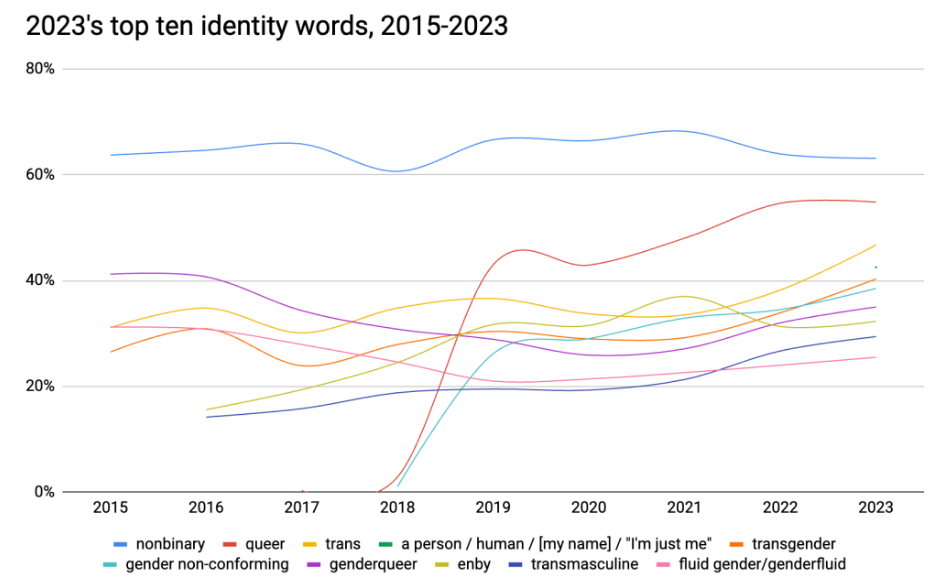 2023's top ten identity words, 2015-2023
80%
60%
40%
20%
0%
2015 2016 2017 2018 2019 2020 2021 2022 2023
nonbinary queer trans a person / human / [my name] / "I'm just me" transgender
gender non-conforming genderqueer enby transmasculine fluid gender/genderfluid